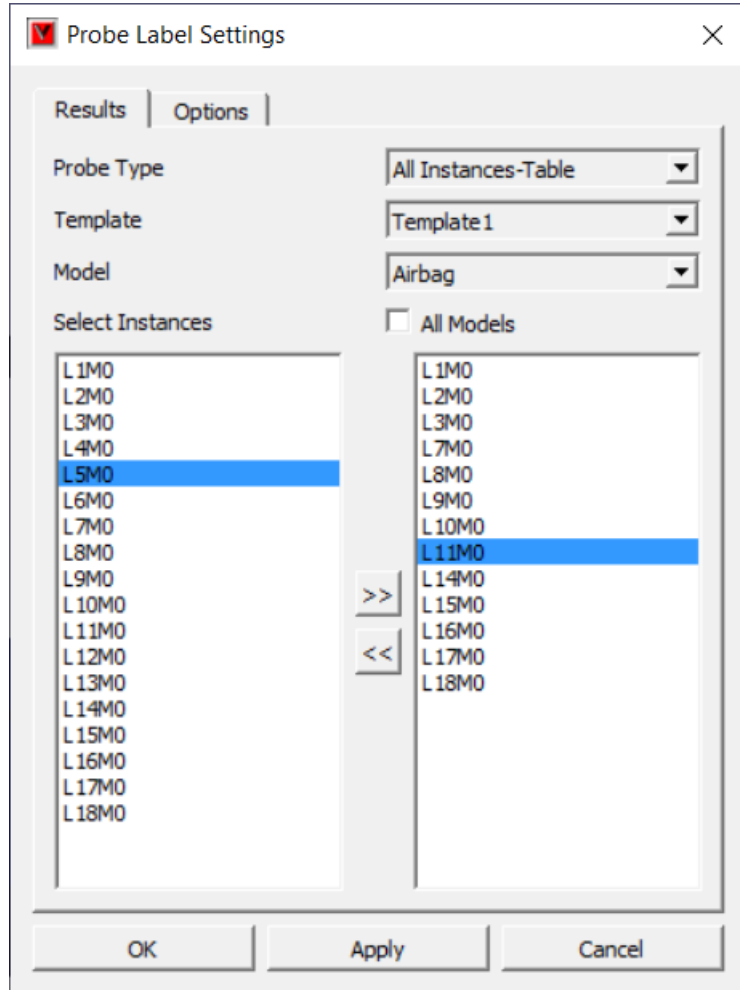 Probe Label Settings
Results Options
Probe Type All Instances-Table
Template Template1
Model Airbag
Select Instances All Models
L1M0 L1M0
L2M0 L2M0
L3M0 L3M0
L4M0 L7M0
L5M0 L8M0
L6M0 L9M0
L7M0 L10M0
L8M0 L11M0
L9M0 L14M0
L10M0 >> L15M0
L11M0 L16M0
L12M0 << L17M0
L13M0 L18M0
L14M0
L15M0
L16M0
L17M0
L18M0
OK Apply Cancel